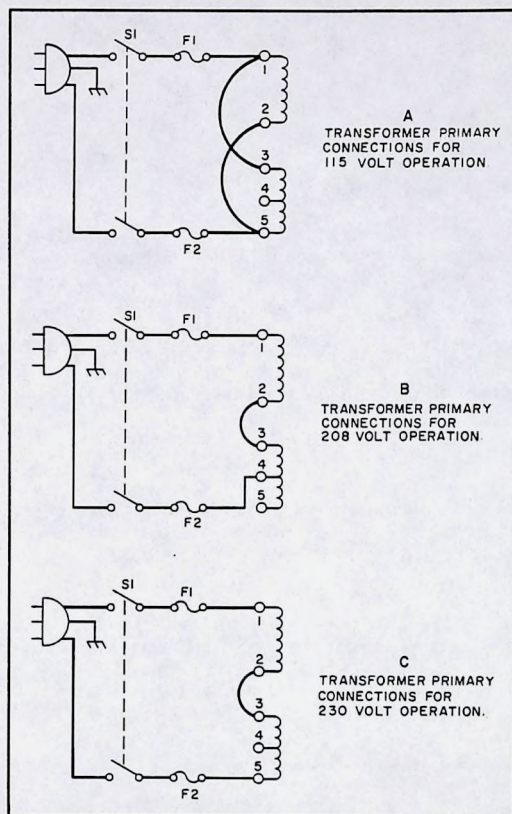 S1
F1
1
2
3
4
5
F2
A
TRANSFORMER PRIMARY
CONNECTIONS FOR
115 VOLT OPERATION.
S1
F1
1
2
3
4
5
F2
B
TRANSFORMER PRIMARY
CONNECTIONS FOR
208 VOLT OPERATION.
S1
F1
1
2
3
4
5
F2
C
TRANSFORMER PRIMARY
CONNECTIONS FOR
230 VOLT OPERATION.